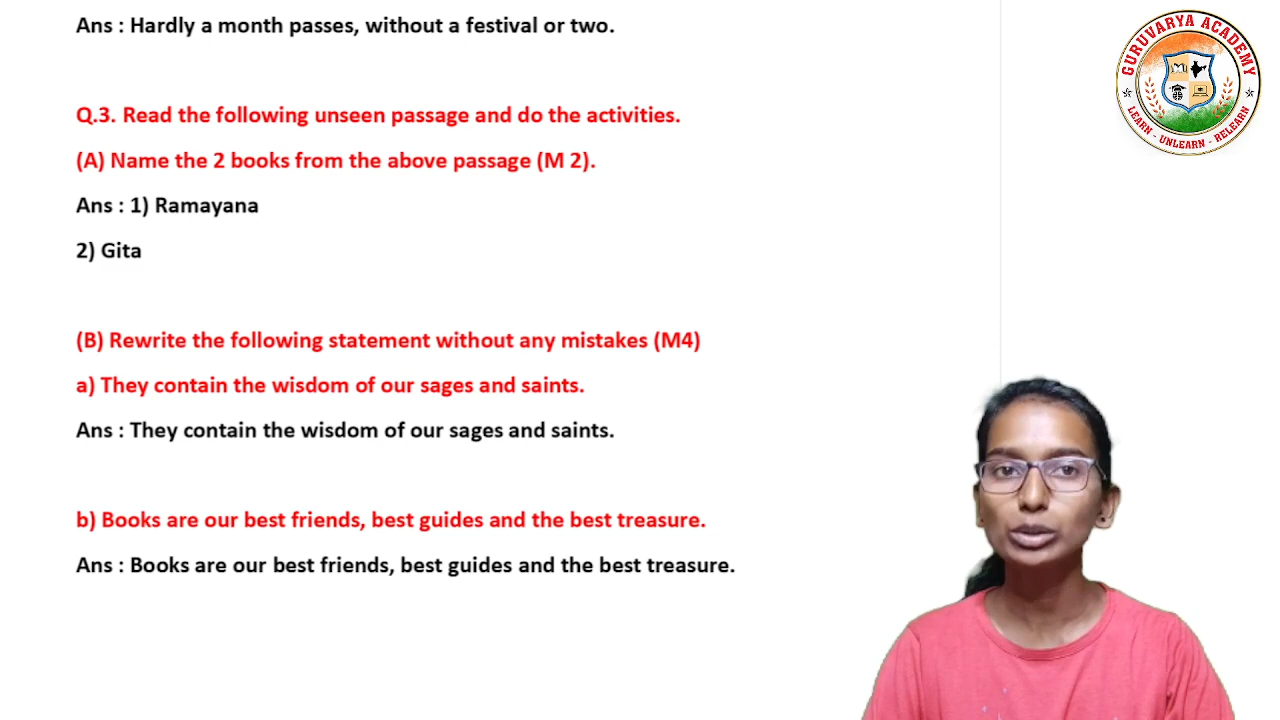 Ans : Hardly a month passes, without a festival or two.
Q.3. Read the following unseen passage and do the activities.
(A) Name the 2 books from the above passage (M 2).
Ans : 1) Ramayana
2) Gita
(B) Rewrite the following statement without any mistakes (M4)
a) They contain the wisdom of our sages and saints.
Ans : They contain the wisdom of our sages and saints.
b) Books are our best friends, best guides and the best treasure.
Ans : Books are our best friends, best guides and the best treasure.
GURUVARYA ACADEMY
LEARN - UNLEARN - RELEARN